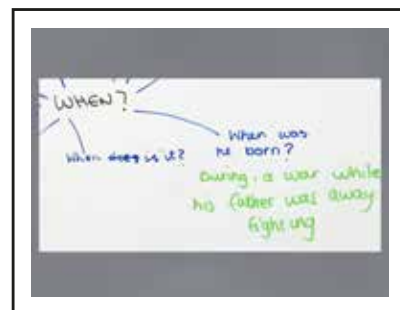 WHEN?
When was
he born?
When does is it?
During a war while
his father was away
fighting